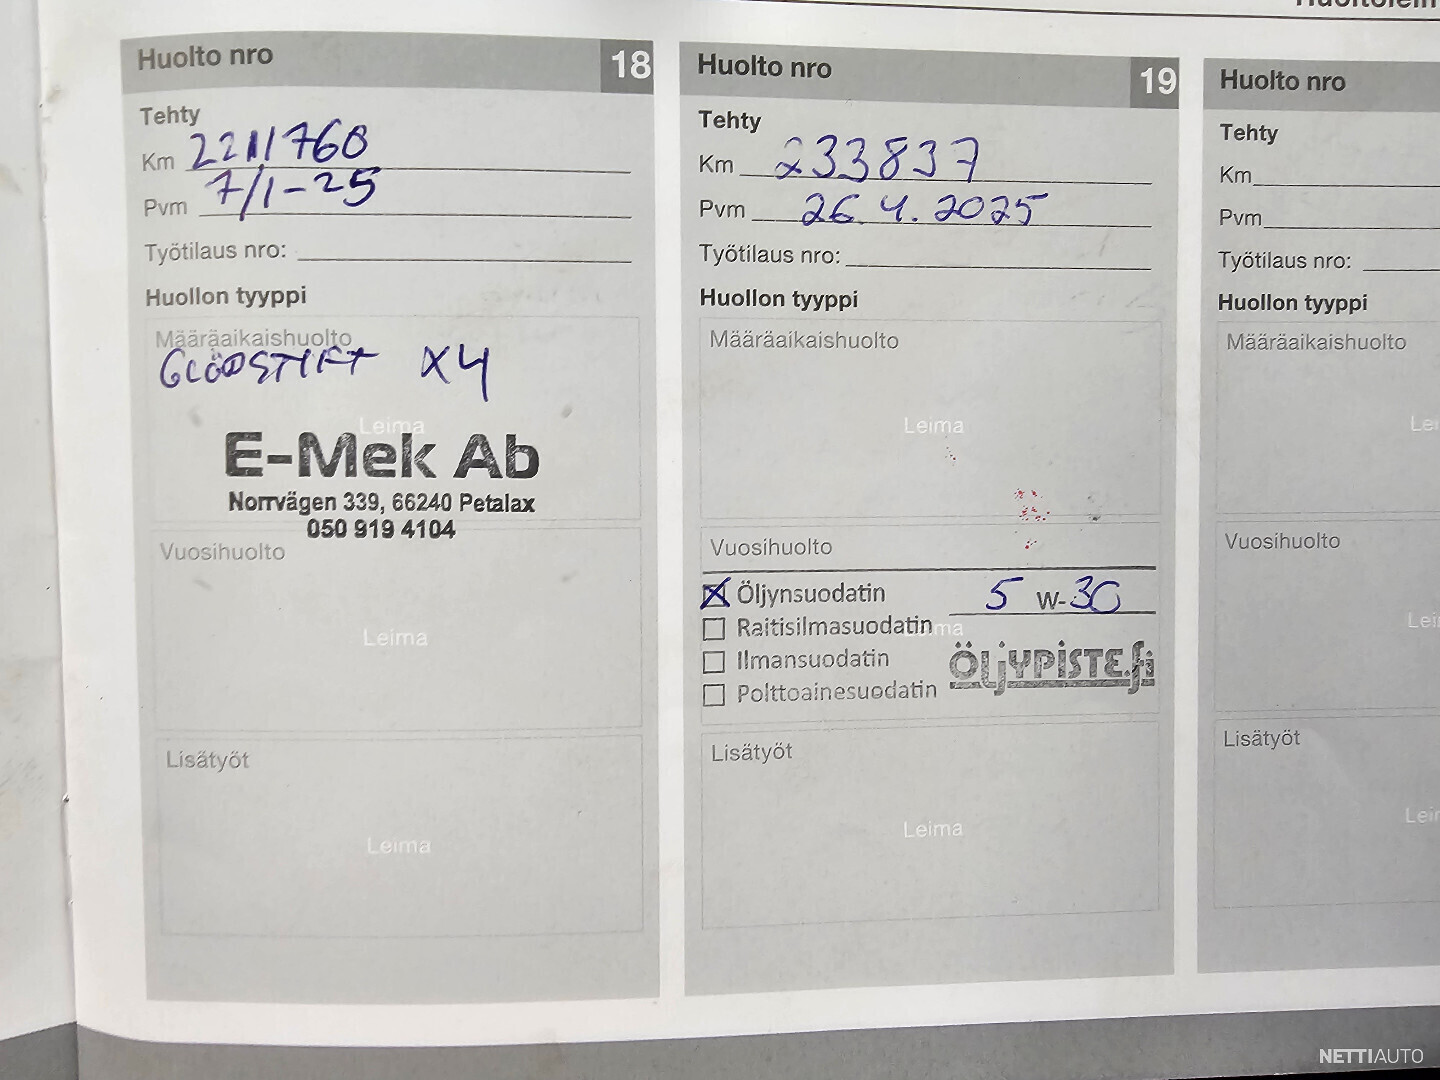 Huolto nro 18
Tehty
Km 221760
Pvm 7/1-25
Työtilaus nro:
Huollon tyyppi
Määräaikaishuolto
GLÖDSTIFT X4
Leima
E-Mek Ab
Norrvägen 339, 66240 Petalax
050 919 4104
Vuosihuolto
Leima
Lisätyöt
Leima
Huolto nro 19
Tehty
Km 233837
Pvm 26.4.2025
Työtilaus nro:
Huollon tyyppi
Määräaikaishuolto
Leima
Vuosihuolto
Öljynsuodatin 5 W-30
Raitisilmasuodatin
Ilmansuodatin
Polttoainesuodatin
ÖLJYPISTE.fi
Lisätyöt
Leima
Huolto nro
Tehty
Km
Pvm
Työtilaus nro:
Huollon tyyppi
Määräaikaishuolto
Vuosihuolto
Lisätyöt
NETTIAUTO